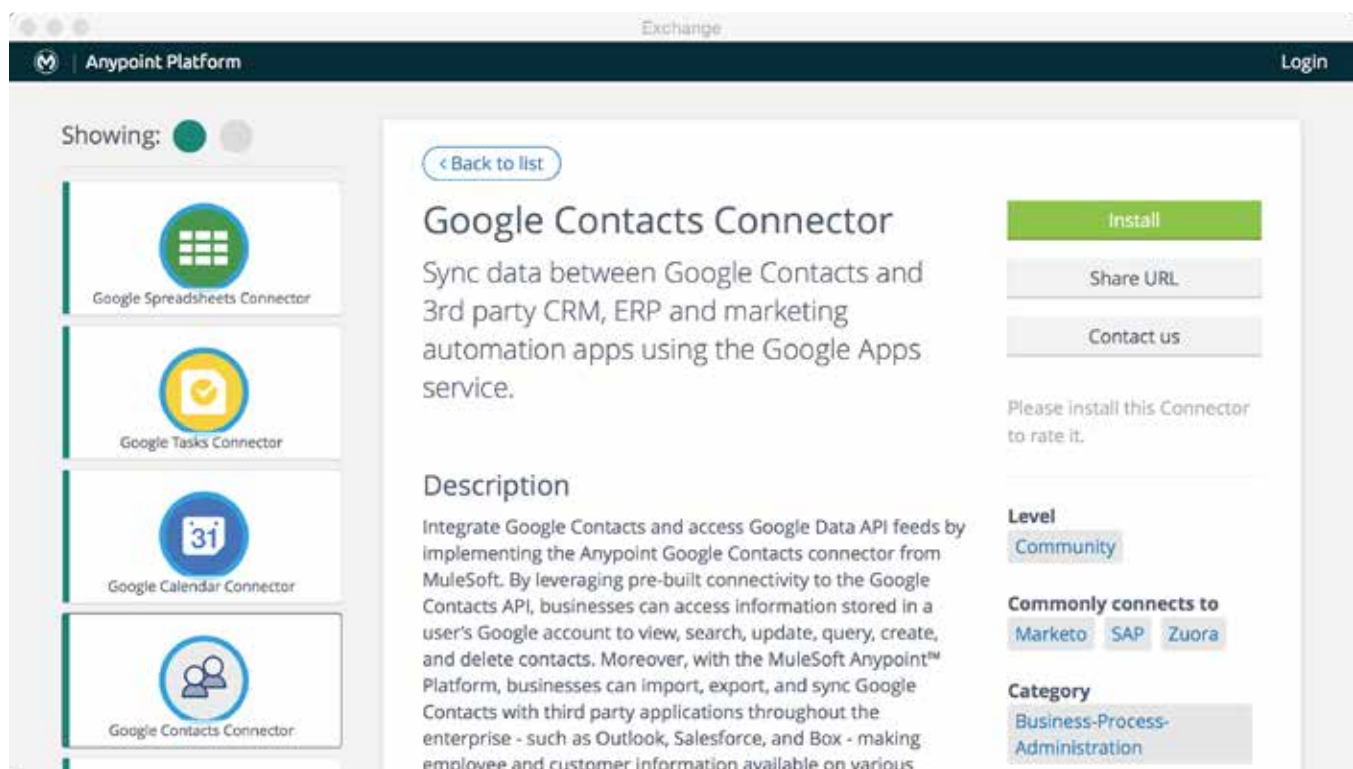 Exchange
Anypoint Platform
Login
Showing:
Google Spreadsheets Connector
Google Tasks Connector
31
Google Calendar Connector
Google Contacts Connector
‹ Back to list
Google Contacts Connector
Sync data between Google Contacts and
3rd party CRM, ERP and marketing
automation apps using the Google Apps
service.
Description
Integrate Google Contacts and access Google Data API feeds by
implementing the Anypoint Google Contacts connector from
MuleSoft. By leveraging pre-built connectivity to the Google
Contacts API, businesses can access information stored in a
user's Google account to view, search, update, query, create,
and delete contacts. Moreover, with the MuleSoft Anypoint™
Platform, businesses can import, export, and sync Google
Contacts with third party applications throughout the
enterprise - such as Outlook, Salesforce, and Box - making
employee and customer information available on various
Install
Share URL
Contact us
Please install this Connector
to rate it.
Level
Community
Commonly connects to
Marketo SAP Zuora
Category
Business-Process-
Administration